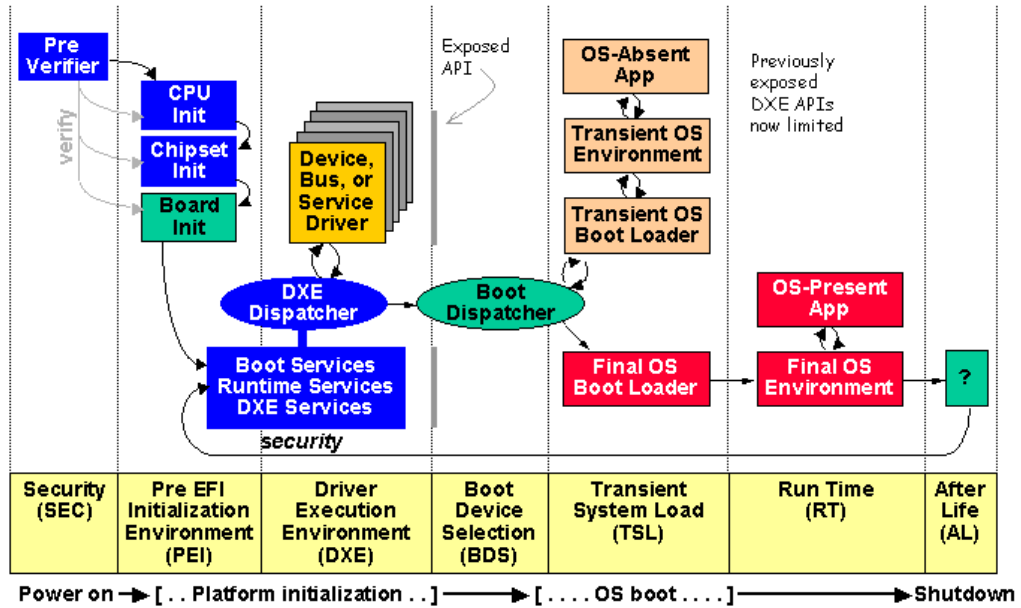 Pre
Verifier
verify
CPU
Init
Chipset
Init
Board
Init
Device,
Bus, or
Service
Driver
Exposed
API
OS-Absent
App
Transient OS
Environment
Transient OS
Boot Loader
Previously
exposed
DXE APIs
now limited
DXE
Dispatcher
Boot
Dispatcher
OS-Present
App
Boot Services
Runtime Services
DXE Services
Final OS
Boot Loader
Final OS
Environment
?
security
Security
(SEC)
Pre EFI
Initialization
Environment
(PEI)
Driver
Execution
Environment
(DXE)
Boot
Device
Selection
(BDS)
Transient
System Load
(TSL)
Run Time
(RT)
After
Life
(AL)
Power on [ . . Platform initialization . . ] [ . . . . OS boot . . . . ] Shutdown